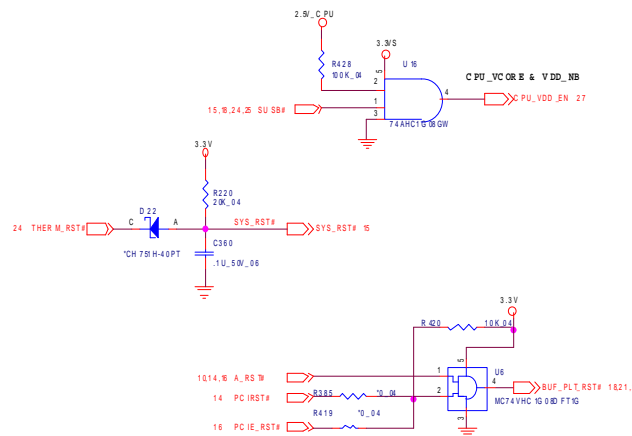 2.5V_CPU
3.3VS
R428
100K_04
U16
CPU_VCORE & VDD_NB
5
2
4
CPU_VDD_EN 27
15,18,24,25 SUSB#
1
3
74AHC1G08GW
3.3V
R220
20K_04
D22
SYS_RST#
24 THERM_RST#
C
A
SYS_RST# 15
C360
*CH751H-40PT
.1U_50V_06
3.3V
R420
10K_04
5
10,14,16 A_RST#
1
U6
4
BUF_PLT_RST# 18,21,
14 PCIRST#
R385
*0_04
2
MC74VHC1G08DFT1G
R419
*0_04
3
16 PCIE_RST#